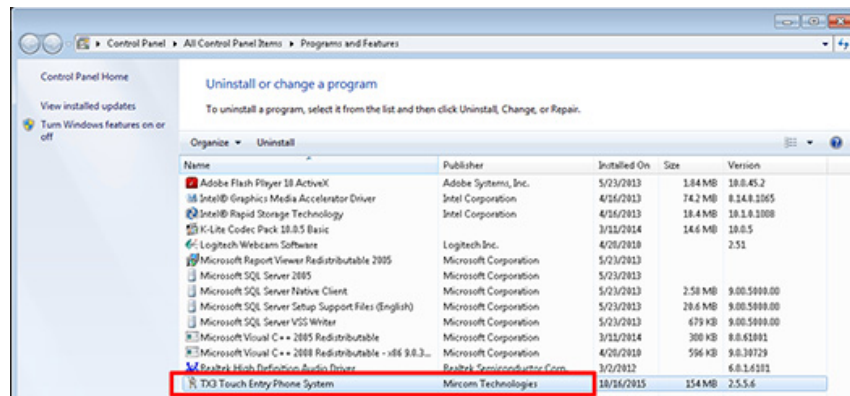 Control Panel ▸ All Control Panel Items ▸ Programs and Features
Control Panel Home
View installed updates
Turn Windows features on or
off
Uninstall or change a program
To uninstall a program, select it from the list and then click Uninstall, Change, or Repair.
Organize Uninstall
Name Publisher Installed On Size Version
Adobe Flash Player 10 ActiveX Adobe Systems, Inc. 5/23/2013 1.84 MB 10.0.45.2
Intel® Graphics Media Accelerator Driver Intel Corporation 4/16/2013 74.2 MB 8.14.8.1065
Intel® Rapid Storage Technology Intel Corporation 4/16/2013 18.4 MB 10.1.0.1008
K-Lite Codec Pack 10.0.5 Basic 3/11/2014 14.6 MB 10.0.5
Logitech Webcam Software Logitech Inc. 4/20/2010 2.51
Microsoft Report Viewer Redistributable 2005 Microsoft Corporation 5/23/2013
Microsoft SQL Server 2005 Microsoft Corporation 5/23/2013
Microsoft SQL Server Native Client Microsoft Corporation 5/23/2013 2.58 MB 9.00.5000.00
Microsoft SQL Server Setup Support Files (English) Microsoft Corporation 5/23/2013 20.6 MB 9.00.5000.00
Microsoft SQL Server VSS Writer Microsoft Corporation 5/23/2013 679 KB 9.00.5000.00
Microsoft Visual C++ 2005 Redistributable Microsoft Corporation 3/11/2014 300 KB 8.0.61001
Microsoft Visual C++ 2008 Redistributable - x86 9.0.3... Microsoft Corporation 4/20/2010 596 KB 9.0.30729
Realtek High Definition Audio Driver Realtek Semiconductor Corp. 3/2/2012 6.0.1.6101
TX3 Touch Entry Phone System Mircom Technologies 10/16/2015 154 MB 2.5.5.6